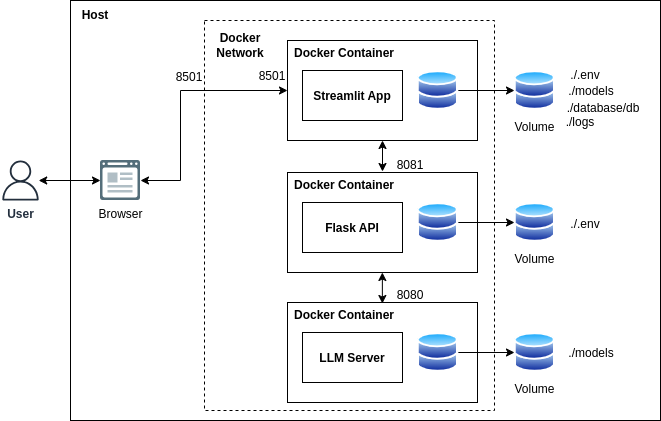 Host
Docker
Network
Docker Container
8501
8501
Streamlit App
./.env
./models
./database/db
./logs
Volume
8081
Docker Container
User
Browser
Flask API
./.env
Volume
8080
Docker Container
LLM Server
./models
Volume